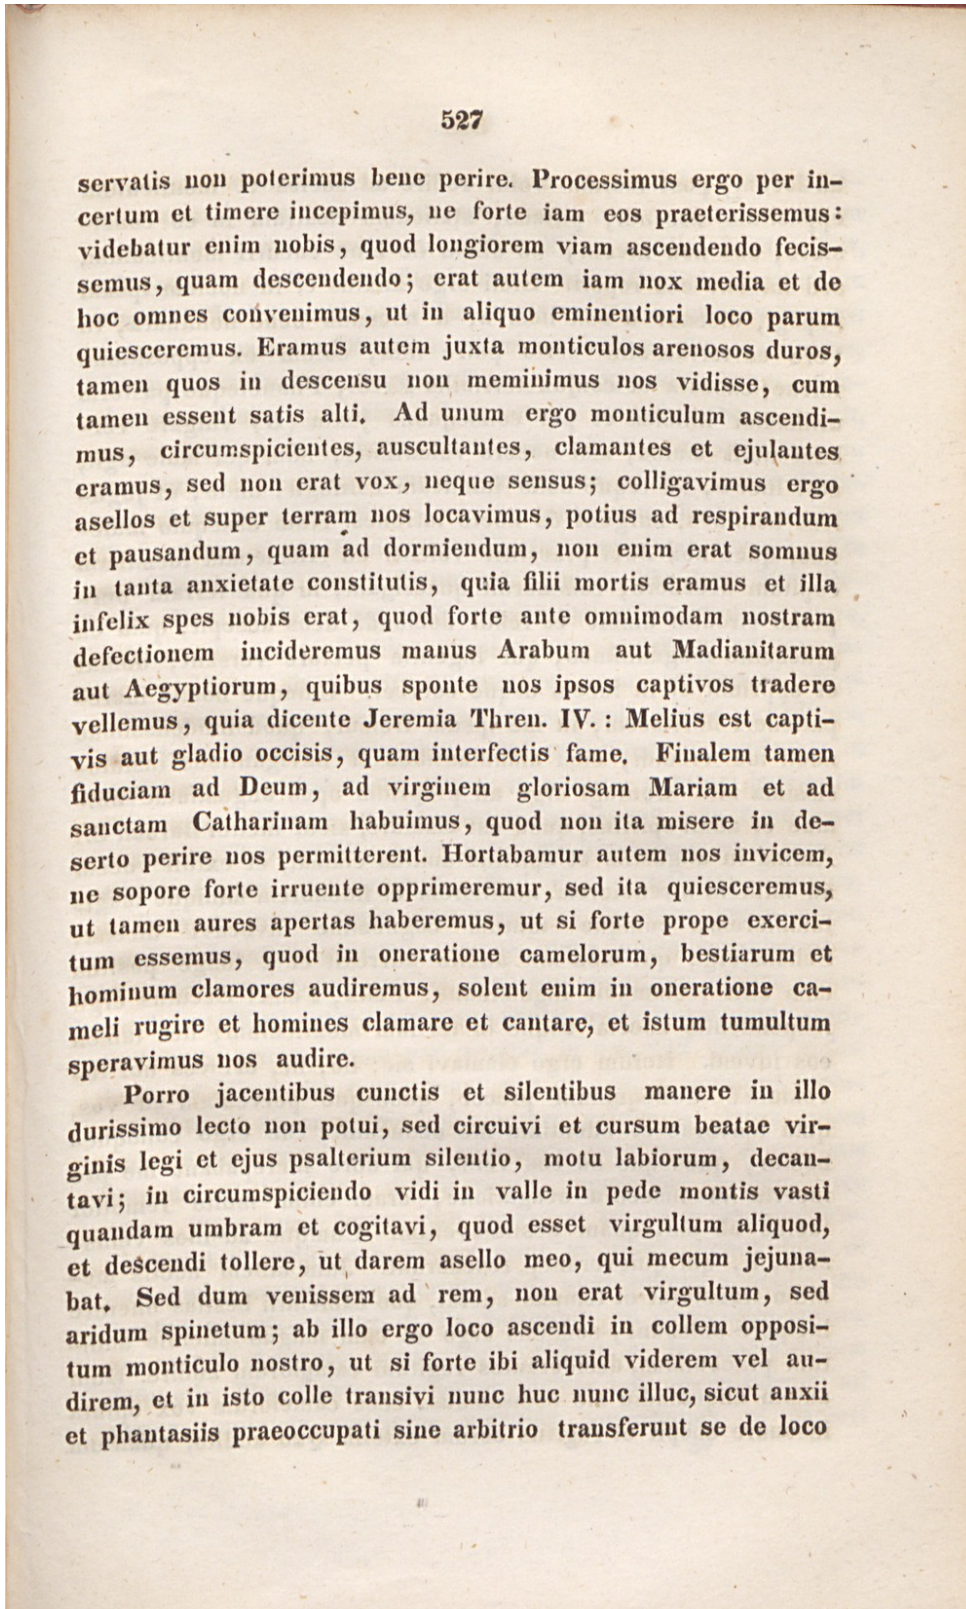 527
servatis non poterimus bene perire. Processimus ergo per in-
certum et timere incepimus, ne forte iam eos praeterissemus:
videbatur enim nobis, quod longiorem viam ascendendo fecis-
semus, quam descendendo; erat autem iam nox media et de
hoc omnes convenimus, ut in aliquo eminentiori loco parum
quiesceremus. Eramus autem juxta monticulos arenosos duros,
tamen quos in descensu non meminimus nos vidisse, cum
tamen essent satis alti. Ad unum ergo monticulum ascendi-
mus, circumspicientes, auscultantes, clamantes et ejulantes
eramus, sed non erat vox, neque sensus; colligavimus ergo
asellos et super terram nos locavimus, potius ad respirandum
et pausandum, quam ad dormiendum, non enim erat somnus
in tanta anxietate constitutis, quia filii mortis eramus et illa
infelix spes nobis erat, quod forte ante omnimodam nostram
defectionem incideremus manus Arabum aut Madianitarum
aut Aegyptiorum, quibus sponte nos ipsos captivos tradere
vellemus, quia dicente Jeremia Thren. IV. : Melius est capti-
vis aut gladio occisis, quam interfectis fame. Finalem tamen
fiduciam ad Deum, ad virginem gloriosam Mariam et ad
sanctam Catharinam habuimus, quod non ita misere in de-
serto perire nos permitterent. Hortabamur autem nos invicem,
ne sopore forte irruente opprimeremur, sed ita quiesceremus,
ut tamen aures apertas haberemus, ut si forte prope exerci-
tum essemus, quod in oneratione camelorum, bestiarum et
hominum clamores audiremus, solent enim in oneratione ca-
meli rugire et homines clamare et cantare, et istum tumultum
speravimus nos audire.
Porro jacentibus cunctis et silentibus manere in illo
durissimo lecto non potui, sed circuivi et cursum beatae vir-
ginis legi et ejus psalterium silentio, motu labiorum, decan-
tavi; in circumspiciendo vidi in valle in pede montis vasti
quandam umbram et cogitavi, quod esset virgultum aliquod,
et descendi tollere, ut darem asello meo, qui mecum jejuna-
bat. Sed dum venissem ad rem, non erat virgultum, sed
aridum spinetum; ab illo ergo loco ascendi in collem opposi-
tum monticulo nostro, ut si forte ibi aliquid viderem vel au-
direm, et in isto colle transivi nunc huc nunc illuc, sicut anxii
et phantasiis praeoccupati sine arbitrio transferunt se de loco